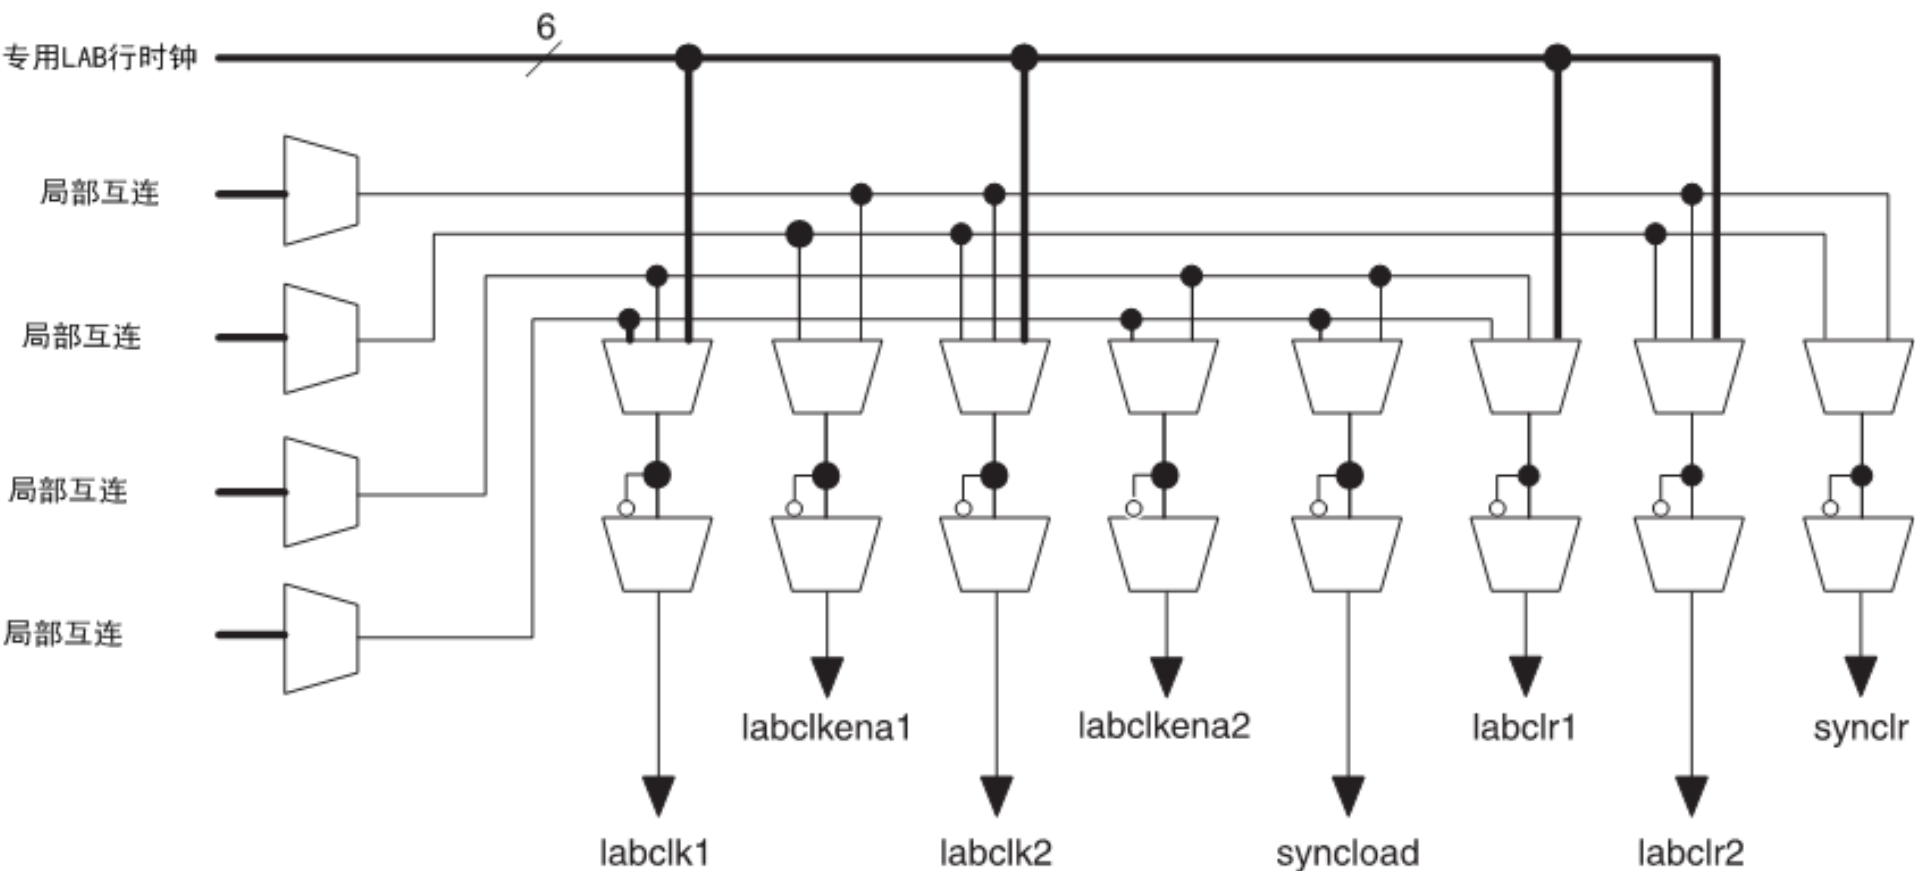 6
专用LAB行时钟
局部互连
局部互连
局部互连
局部互连
labclkena1
labclkena2
labclr1
synclr
labclk1
labclk2
syncload
labclr2